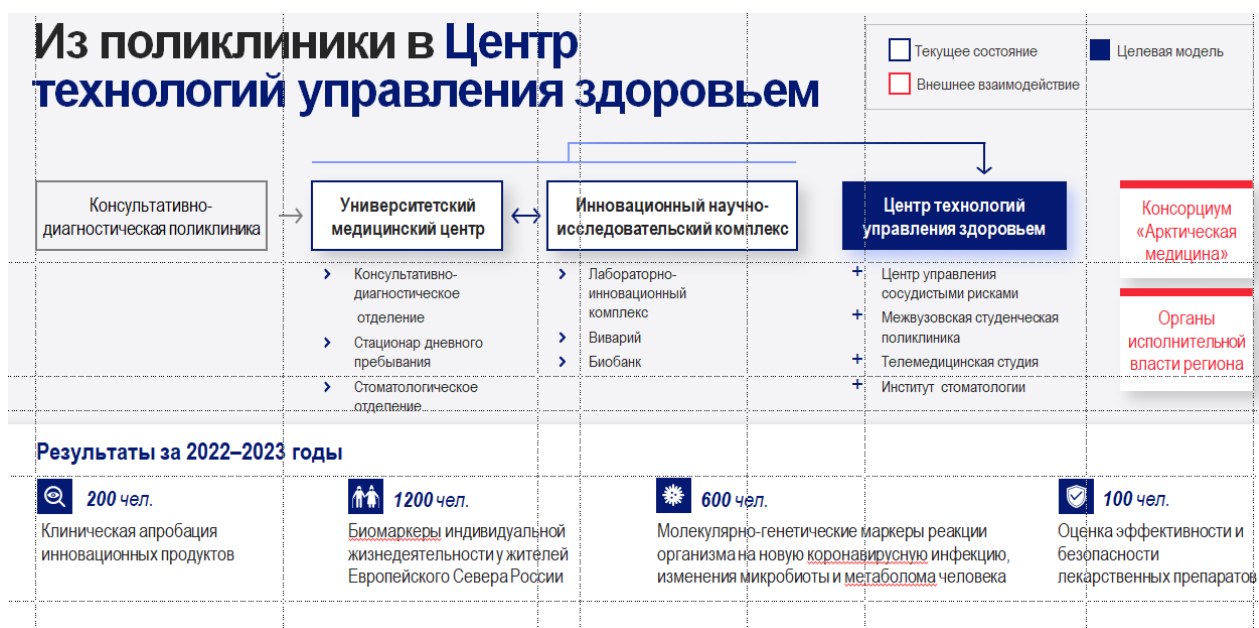 Из поликлиники в Центр
технологий управления здоровьем
Текущее состояние
Целевая модель
Внешнее взаимодействие
Консультативно-
диагностическая поликлиника
Университетский
медицинский центр
Инновационный научно-
исследовательский комплекс
Центр технологий
управления здоровьем
Консорциум
«Арктическая
медицина»
Консультативно-
диагностическое
отделение
Стационар дневного
пребывания
Стоматологическое
отделение
Лабораторно-
инновационный
комплекс
Виварий
Биобанк
+ Центр управления
сосудистыми рисками
+ Межвузовская студенческая
поликлиника
+ Телемедицинская студия
+ Институт стоматологии
Органы
исполнительной
власти региона
Результаты за 2022–2023 годы
200 чел.
Клиническая апробация
инновационных продуктов
1200 чел.
Биомаркеры индивидуальной
жизнедеятельности у жителей
Европейского Севера России
600 чел.
Молекулярно-генетические маркеры реакции
организма на новую коронавирусную инфекцию,
изменения микробиоты и метаболома человека
100 чел.
Оценка эффективности и
безопасности
лекарственных препаратов